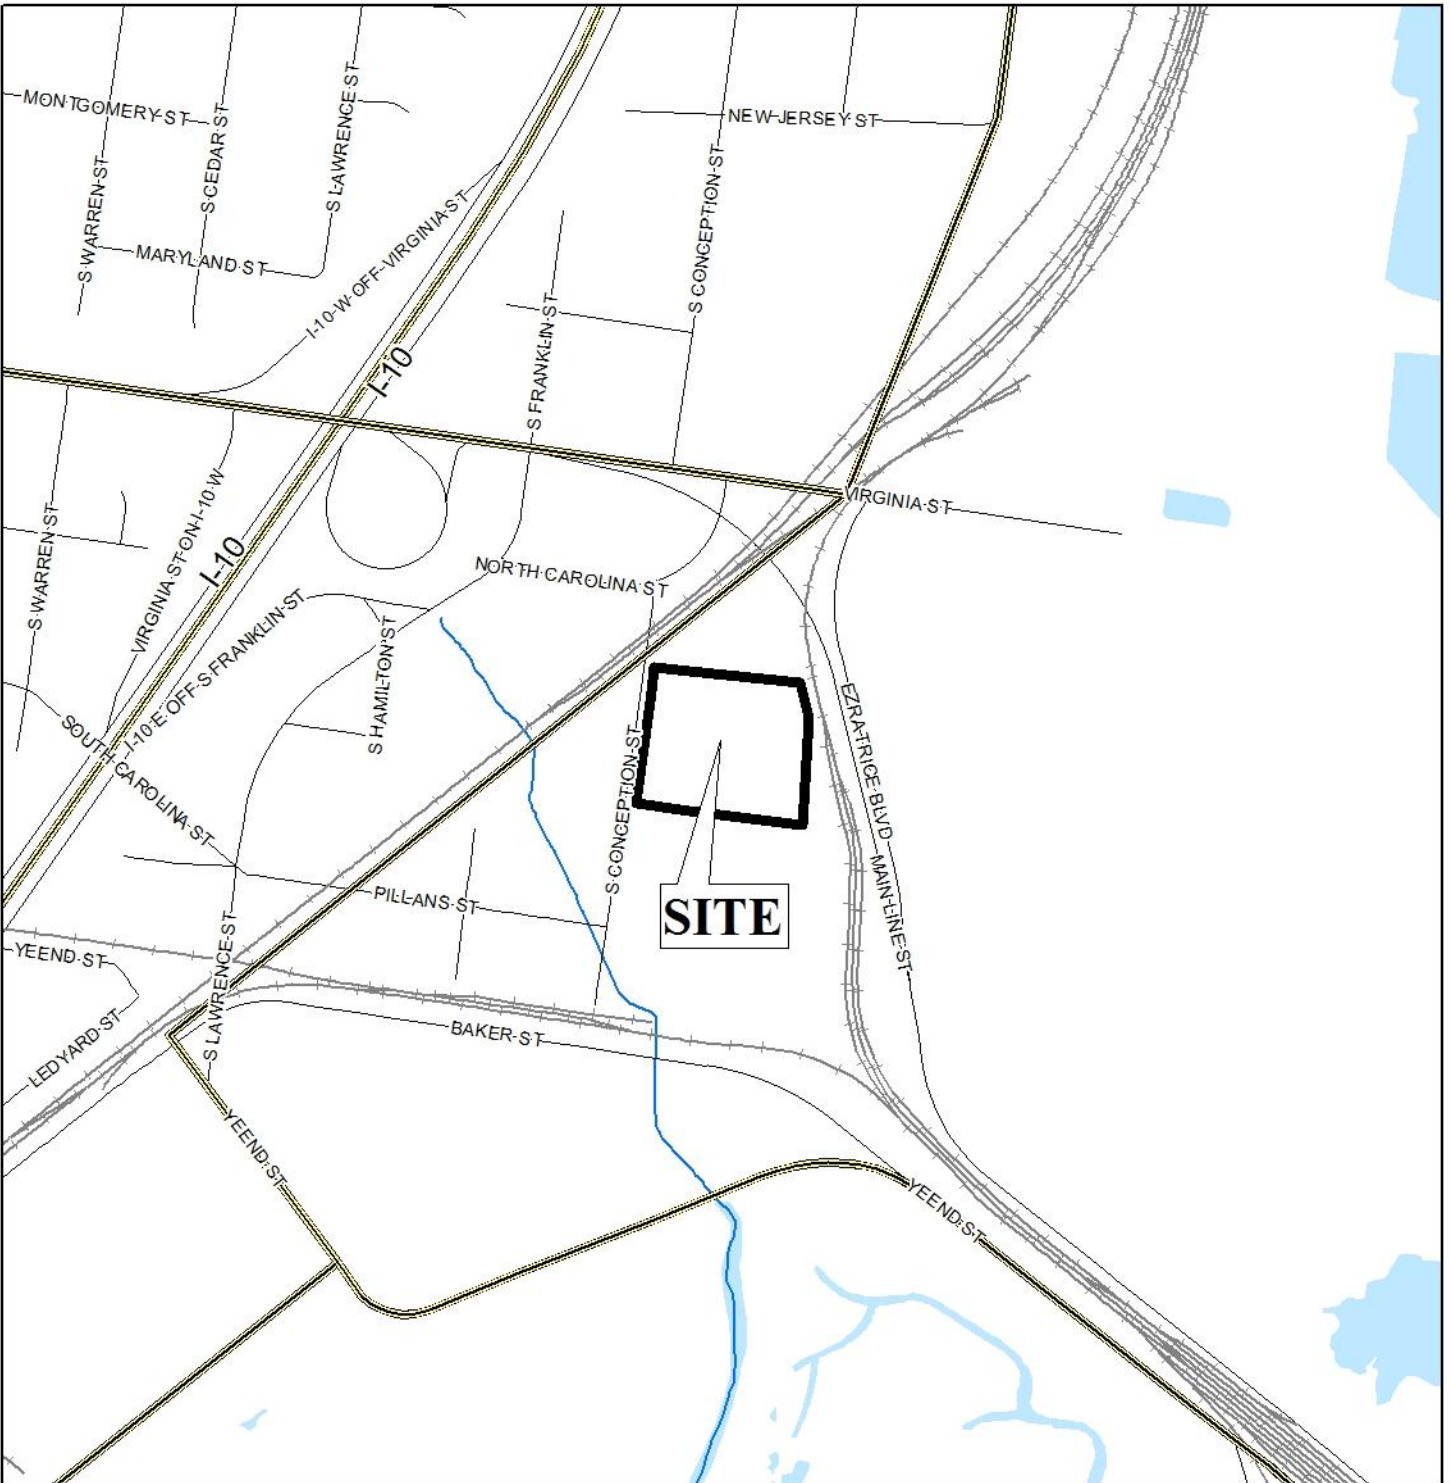 MONTGOMERY ST
S CEDAR ST
S LAWRENCE ST
NEW JERSEY ST
S WARREN ST
MARYLAND ST
I-10 W OFF VIRGINIA ST
S CONCEPTION ST
S FRANKLIN ST
I-10
VIRGINIA ST
S WARREN ST
VIRGINIA ST ON I-10 W
I-10
NORTH CAROLINA ST
I-10 E OFF S FRANKLIN ST
S HAMILTON ST
SOUTH CAROLINA ST
S CONCEPTION ST
EZRA TRICE BLVD
MAIN LINE ST
PILLANS ST
SITE
YEEND ST
S LAWRENCE ST
LEDYARD ST
BAKER ST
YEEND ST
YEEND ST